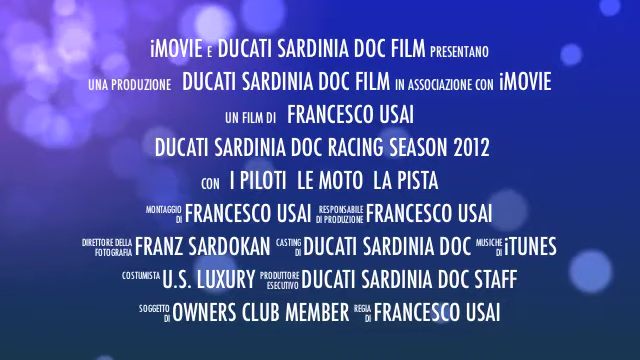 iMOVIE E DUCATI SARDINIA DOC FILM PRESENTANO
UNA PRODUZIONE DUCATI SARDINIA DOC FILM IN ASSOCIAZIONE CON iMOVIE
UN FILM DI FRANCESCO USAI
DUCATI SARDINIA DOC RACING SEASON 2012
CON I PILOTI LE MOTO LA PISTA
MONTAGGIO DI FRANCESCO USAI RESPONSABILE DI PRODUZIONE FRANCESCO USAI
DIRETTORE DELLA FOTOGRAFIA FRANZ SARDOKAN CASTING DI DUCATI SARDINIA DOC MUSICHE DI iTUNES
COSTUMISTA U.S. LUXURY PRODUTTORE ESECUTIVO DUCATI SARDINIA DOC STAFF
SOGGETTO DI OWNERS CLUB MEMBER REGIA DI FRANCESCO USAI